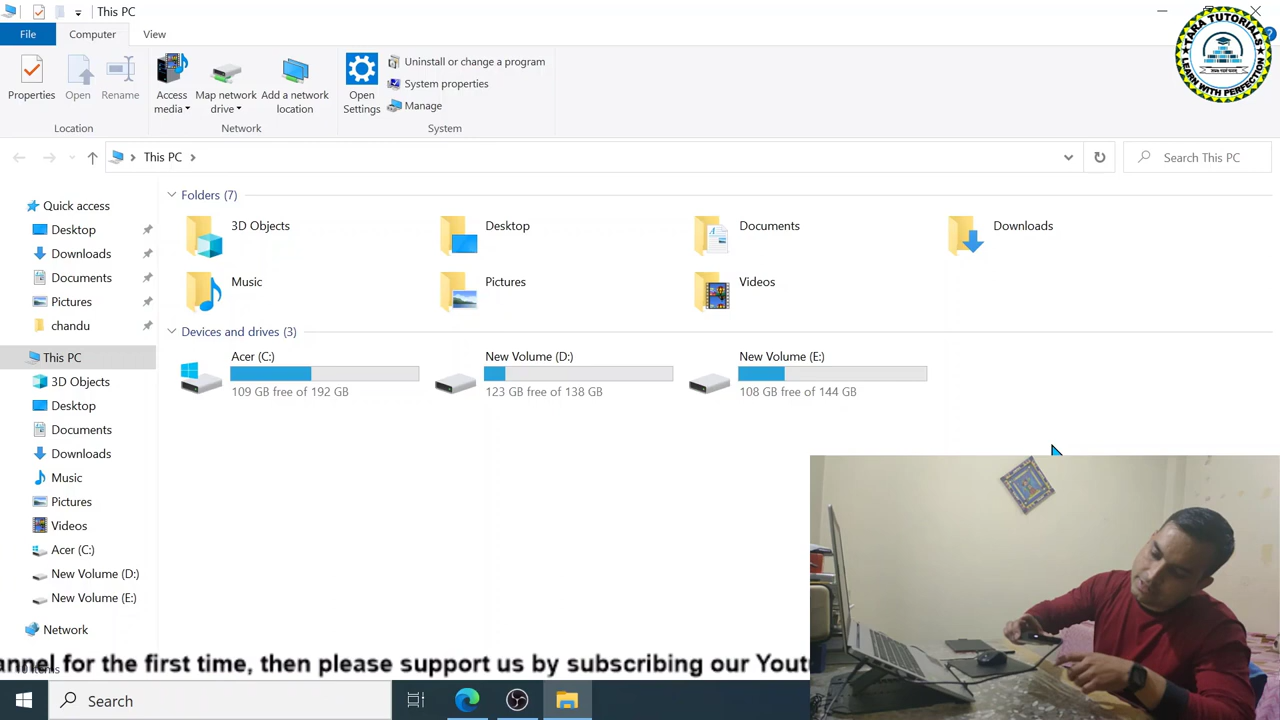 This PC
File
Computer
View
Properties
Open
Rename
Access media
Map network drive
Add a network location
Open Settings
Uninstall or change a program
System properties
Manage
Location
Network
System
TARA TUTORIALS
LEARN WITH PERFECTION
This PC
Search This PC
Quick access
Desktop
Downloads
Documents
Pictures
chandu
This PC
3D Objects
Desktop
Documents
Downloads
Music
Pictures
Videos
Acer (C:)
New Volume (D:)
New Volume (E:)
Network
Folders (7)
3D Objects
Desktop
Documents
Downloads
Music
Pictures
Videos
Devices and drives (3)
Acer (C:)
109 GB free of 192 GB
New Volume (D:)
123 GB free of 138 GB
New Volume (E:)
108 GB free of 144 GB
annel for the first time, then please support us by subscribing our Yout
Search